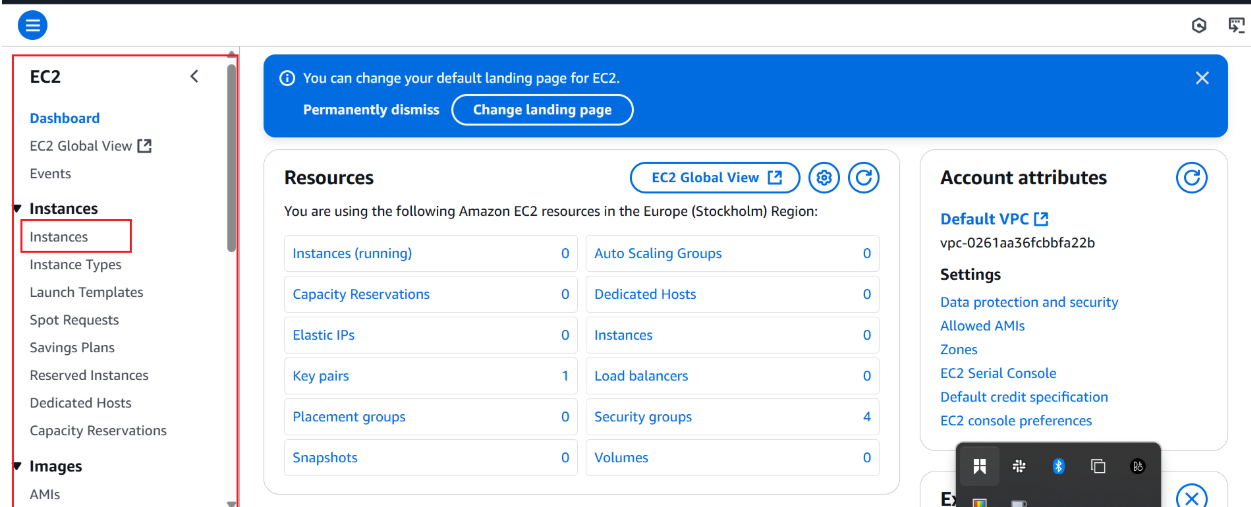 EC2
Dashboard
EC2 Global View
Events
Instances
Instances
Instance Types
Launch Templates
Spot Requests
Savings Plans
Reserved Instances
Dedicated Hosts
Capacity Reservations
Images
AMIs
You can change your default landing page for EC2.
Permanently dismiss Change landing page
Resources EC2 Global View
You are using the following Amazon EC2 resources in the Europe (Stockholm) Region:
Instances (running) 0 Auto Scaling Groups 0
Capacity Reservations 0 Dedicated Hosts 0
Elastic IPs 0 Instances 0
Key pairs 1 Load balancers 0
Placement groups 0 Security groups 4
Snapshots 0 Volumes 0
Account attributes
Default VPC
vpc-0261aa36fcbbfa22b
Settings
Data protection and security
Allowed AMIs
Zones
EC2 Serial Console
Default credit specification
EC2 console preferences